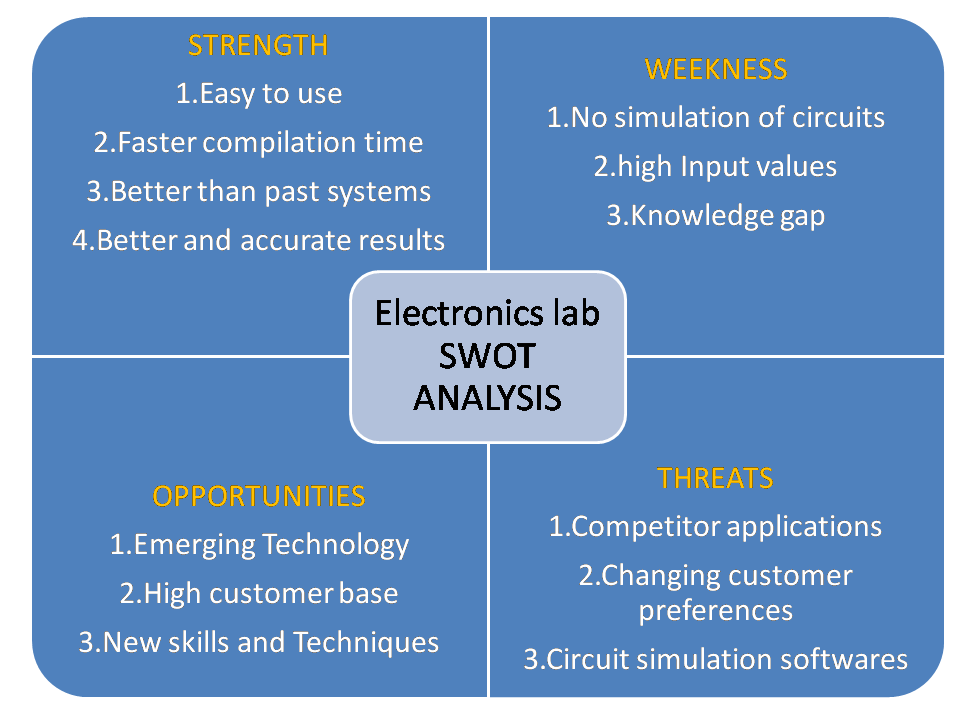 STRENGTH
1.Easy to use
2.Faster compilation time
3.Better than past systems
4.Better and accurate results
WEEKNESS
1.No simulation of circuits
2.high Input values
3.Knowledge gap
Electronics lab
SWOT
ANALYSIS
OPPORTUNITIES
1.Emerging Technology
2.High customer base
3.New skills and Techniques
THREATS
1.Competitor applications
2.Changing customer
preferences
3.Circuit simulation softwares